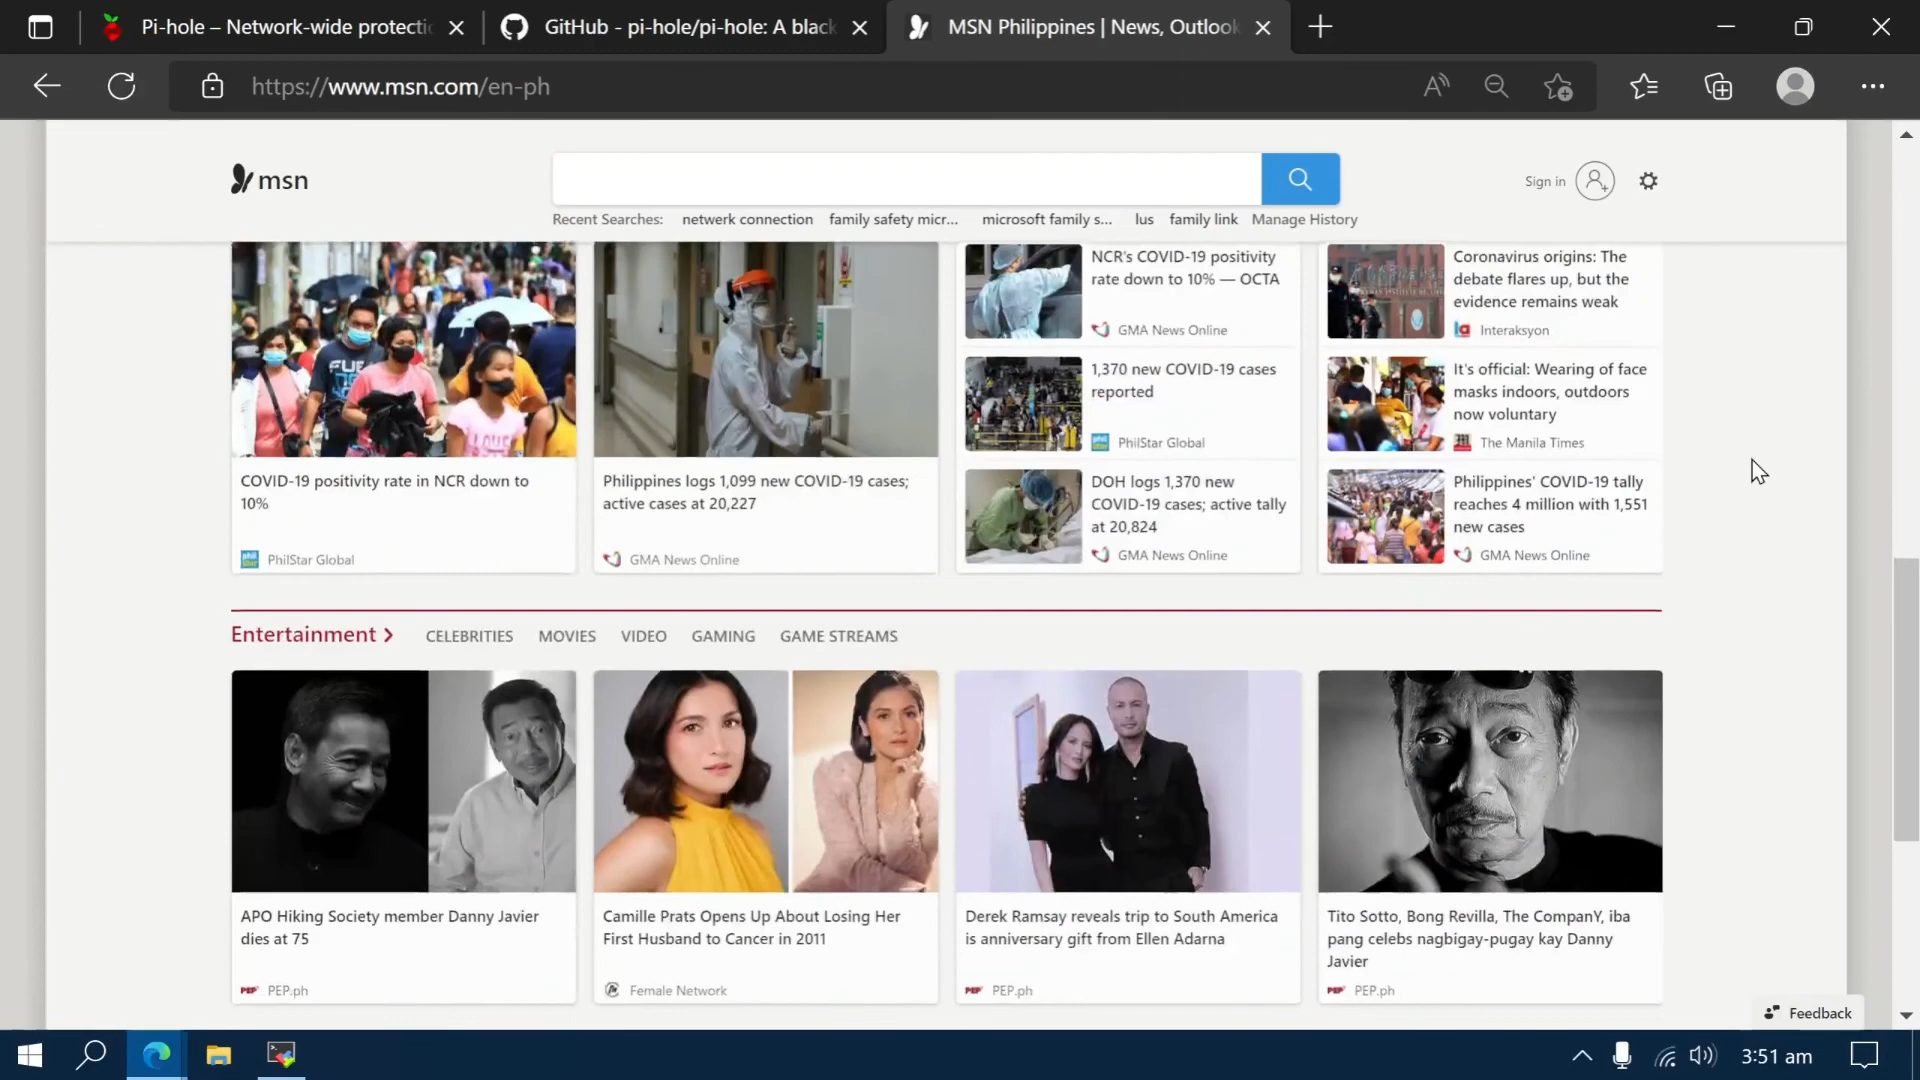 Pi-hole – Network-wide protecti
GitHub - pi-hole/pi-hole: A black
MSN Philippines | News, Outlook
https://www.msn.com/en-ph
msn
Sign in
Recent Searches: netwerk connection family safety micr... microsoft family s... lus family link Manage History
COVID-19 positivity rate in NCR down to
10%
PhilStar Global
Philippines logs 1,099 new COVID-19 cases;
active cases at 20,227
GMA News Online
NCR's COVID-19 positivity
rate down to 10% — OCTA
GMA News Online
1,370 new COVID-19 cases
reported
PhilStar Global
DOH logs 1,370 new
COVID-19 cases; active tally
at 20,824
GMA News Online
Coronavirus origins: The
debate flares up, but the
evidence remains weak
Interaksyon
It's official: Wearing of face
masks indoors, outdoors
now voluntary
The Manila Times
Philippines' COVID-19 tally
reaches 4 million with 1,551
new cases
GMA News Online
Entertainment
CELEBRITIES MOVIES VIDEO GAMING GAME STREAMS
APO Hiking Society member Danny Javier
dies at 75
PEP.ph
Camille Prats Opens Up About Losing Her
First Husband to Cancer in 2011
Female Network
Derek Ramsay reveals trip to South America
is anniversary gift from Ellen Adarna
PEP.ph
Tito Sotto, Bong Revilla, The CompanY, iba
pang celebs nagbigay-pugay kay Danny
Javier
PEP.ph
Feedback
3:51 am